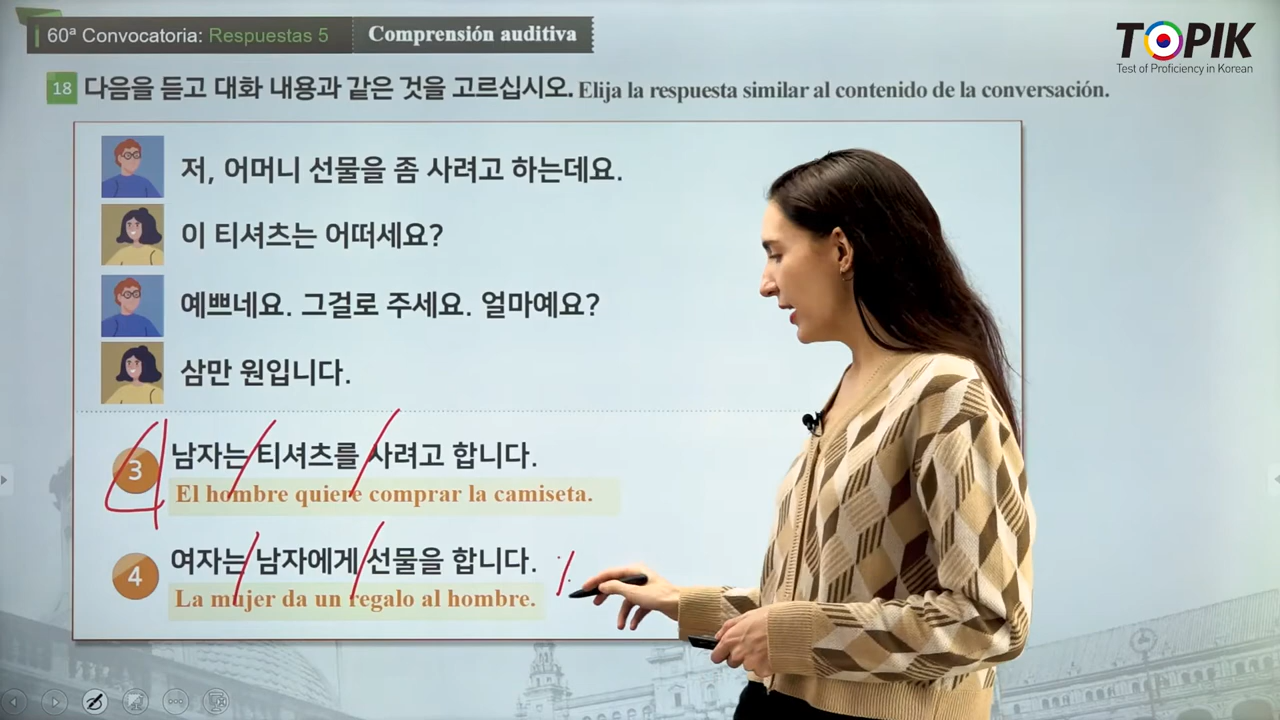 60ª Convocatoria: Respuestas 5
Comprensión auditiva
TOPIK
Test of Proficiency in Korean
18 다음을 듣고 대화 내용과 같은 것을 고르십시오. Elija la respuesta similar al contenido de la conversación.
저, 어머니 선물을 좀 사려고 하는데요.
이 티셔츠는 어떠세요?
예쁘네요. 그걸로 주세요. 얼마예요?
삼만 원입니다.
3 남자는 티셔츠를 사려고 합니다.
El hombre quiere comprar la camiseta.
4 여자는 남자에게 선물을 합니다.
La mujer da un regalo al hombre.